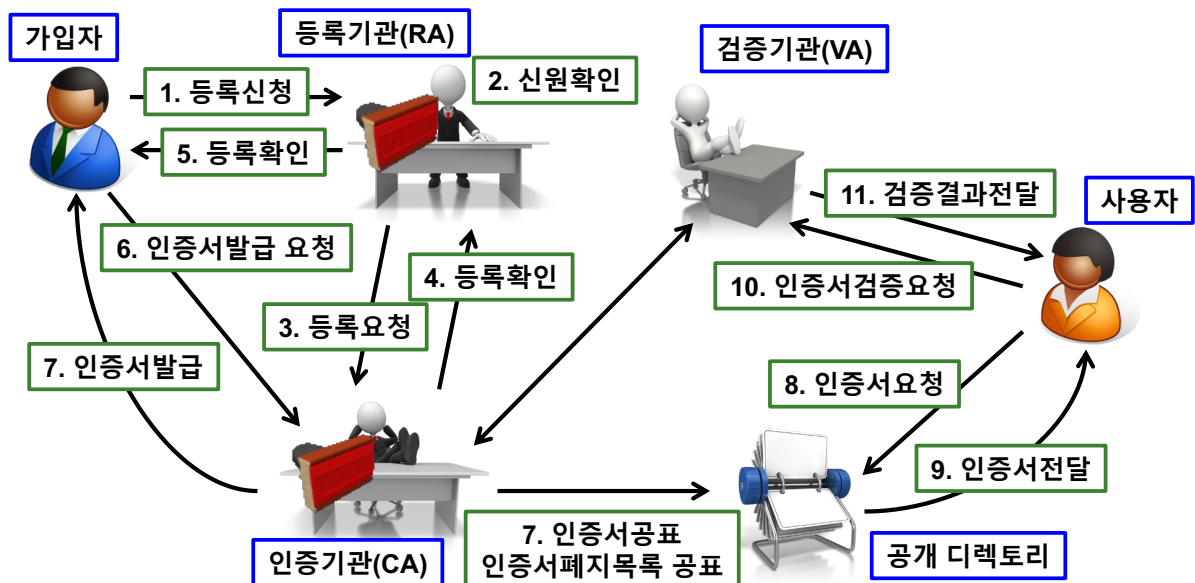 가입자
등록기관(RA)
검증기관(VA)
1. 등록신청
2. 신원확인
5. 등록확인
11. 검증결과전달
사용자
6. 인증서발급 요청
4. 등록확인
10. 인증서검증요청
3. 등록요청
7. 인증서발급
8. 인증서요청
9. 인증서전달
7. 인증서공표
인증서폐지목록 공표
인증기관(CA)
공개 디렉토리